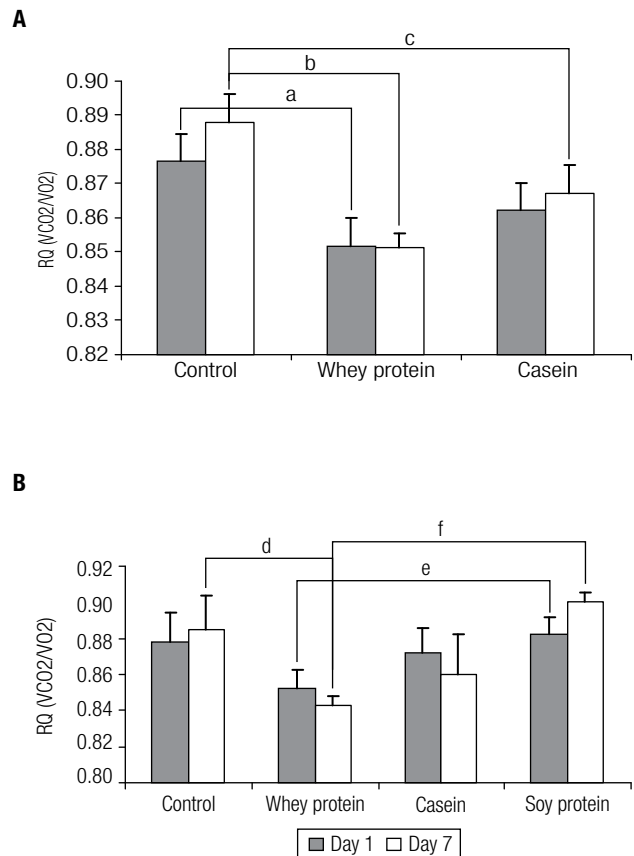 A
c
b
a
0.90
0.89
0.88
0.87
0.86
0.85
0.84
0.83
0.82
RQ (VCO2/VO2)
Control Whey protein Casein
B
f
d
e
0.92
0.90
0.88
0.86
0.84
0.82
0.80
RQ (VCO2/VO2)
Control Whey protein Casein Soy protein
Day 1 Day 7